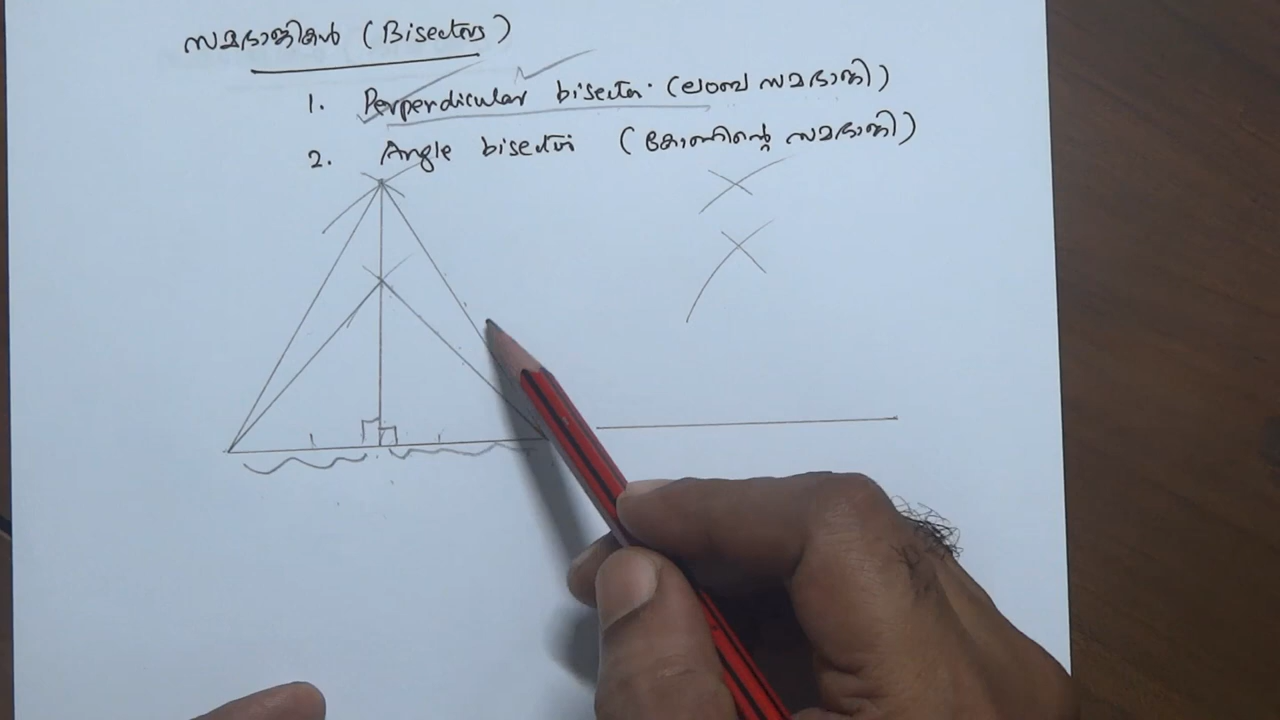 സമഭാജികൾ (Bisectors)
1. Perpendicular bisector (ലംബ സമഭാജി)
2. Angle bisector (കോണിന്റെ സമഭാജി)